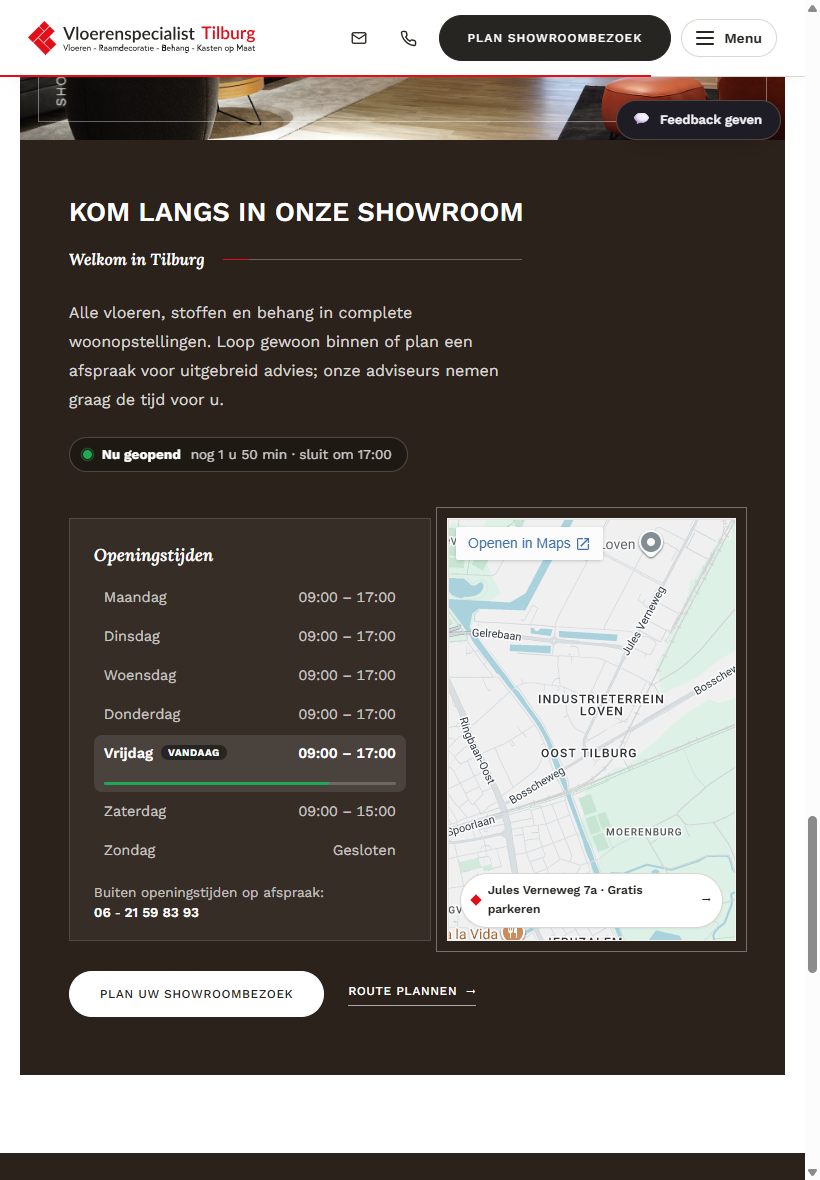 Vloerenspecialist Tilburg
Vloeren - Raamdecoratie - Behang - Kasten op Maat
PLAN SHOWROOMBEZOEK
Menu
SHO
Feedback geven
KOM LANGS IN ONZE SHOWROOM
Welkom in Tilburg
Alle vloeren, stoffen en behang in complete
woonopstellingen. Loop gewoon binnen of plan een
afspraak voor uitgebreid advies; onze adviseurs nemen
graag de tijd voor u.
Nu geopend nog 1 u 50 min · sluit om 17:00
Openingstijden
Maandag 09:00 – 17:00
Dinsdag 09:00 – 17:00
Woensdag 09:00 – 17:00
Donderdag 09:00 – 17:00
Vrijdag VANDAAG 09:00 – 17:00
Zaterdag 09:00 – 15:00
Zondag Gesloten
Buiten openingstijden op afspraak:
06 - 21 59 83 93
Openen in Maps
Loven
Gelrebaan
Jules Verneweg
Bosschev
INDUSTRIETERREIN
LOVEN
Ringbaan-Oost
OOST TILBURG
Bosscheweg
Spoorlaan
MOERENBURG
Jules Verneweg 7a · Gratis
parkeren →
a la Vida
JERUZALEM
PLAN UW SHOWROOMBEZOEK
ROUTE PLANNEN →